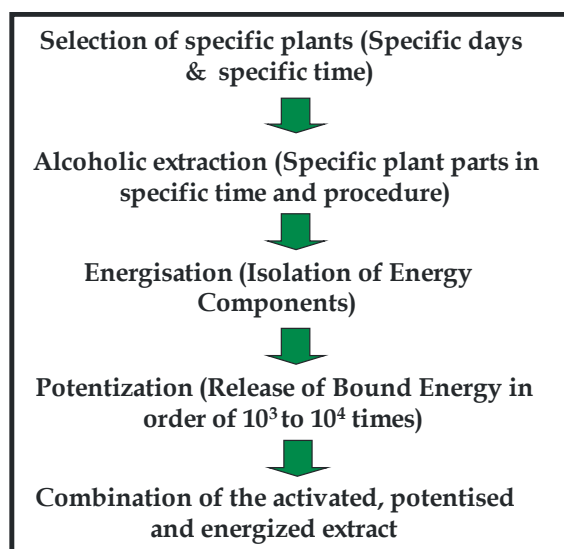 Selection of specific plants (Specific days
& specific time)
Alcoholic extraction (Specific plant parts in
specific time and procedure)
Energisation (Isolation of Energy
Components)
Potentization (Release of Bound Energy in
order of 10³ to 10⁴ times)
Combination of the activated, potentised
and energized extract